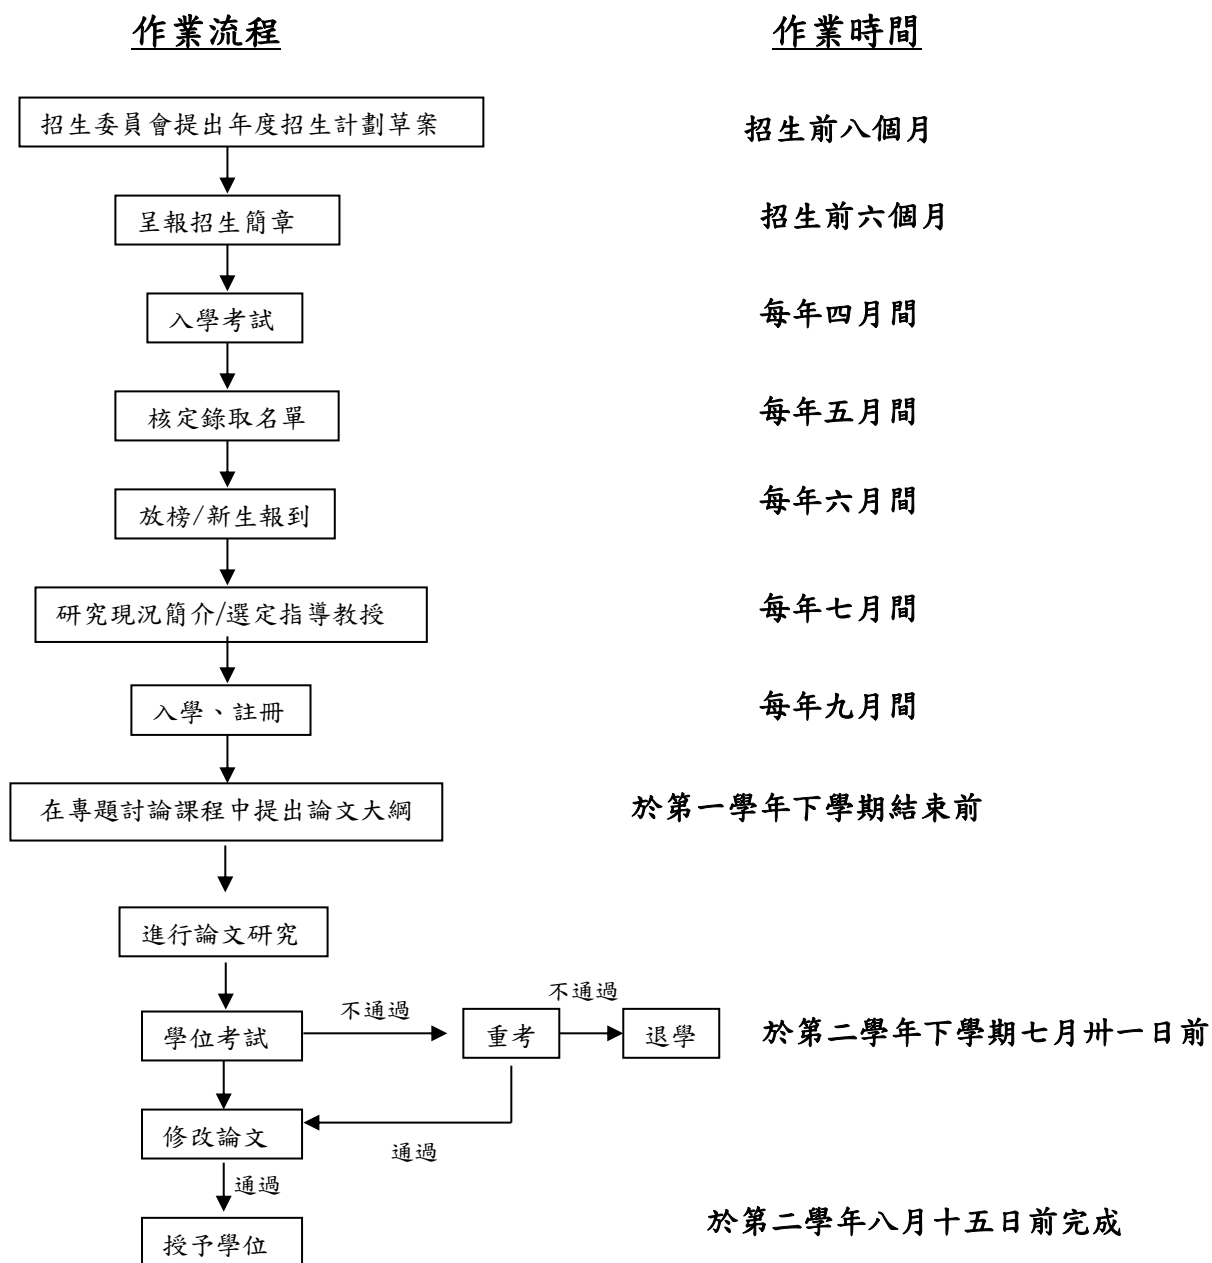 作業流程
作業時間
招生委員會提出年度招生計劃草案
招生前八個月
呈報招生簡章
招生前六個月
入學考試
每年四月間
核定錄取名單
每年五月間
放榜/新生報到
每年六月間
研究現況簡介/選定指導教授
每年七月間
入學、註冊
每年九月間
在專題討論課程中提出論文大綱
於第一學年下學期結束前
進行論文研究
學位考試
不通過
重考
不通過
退學
於第二學年下學期七月卅一日前
修改論文
通過
通過
授予學位
於第二學年八月十五日前完成